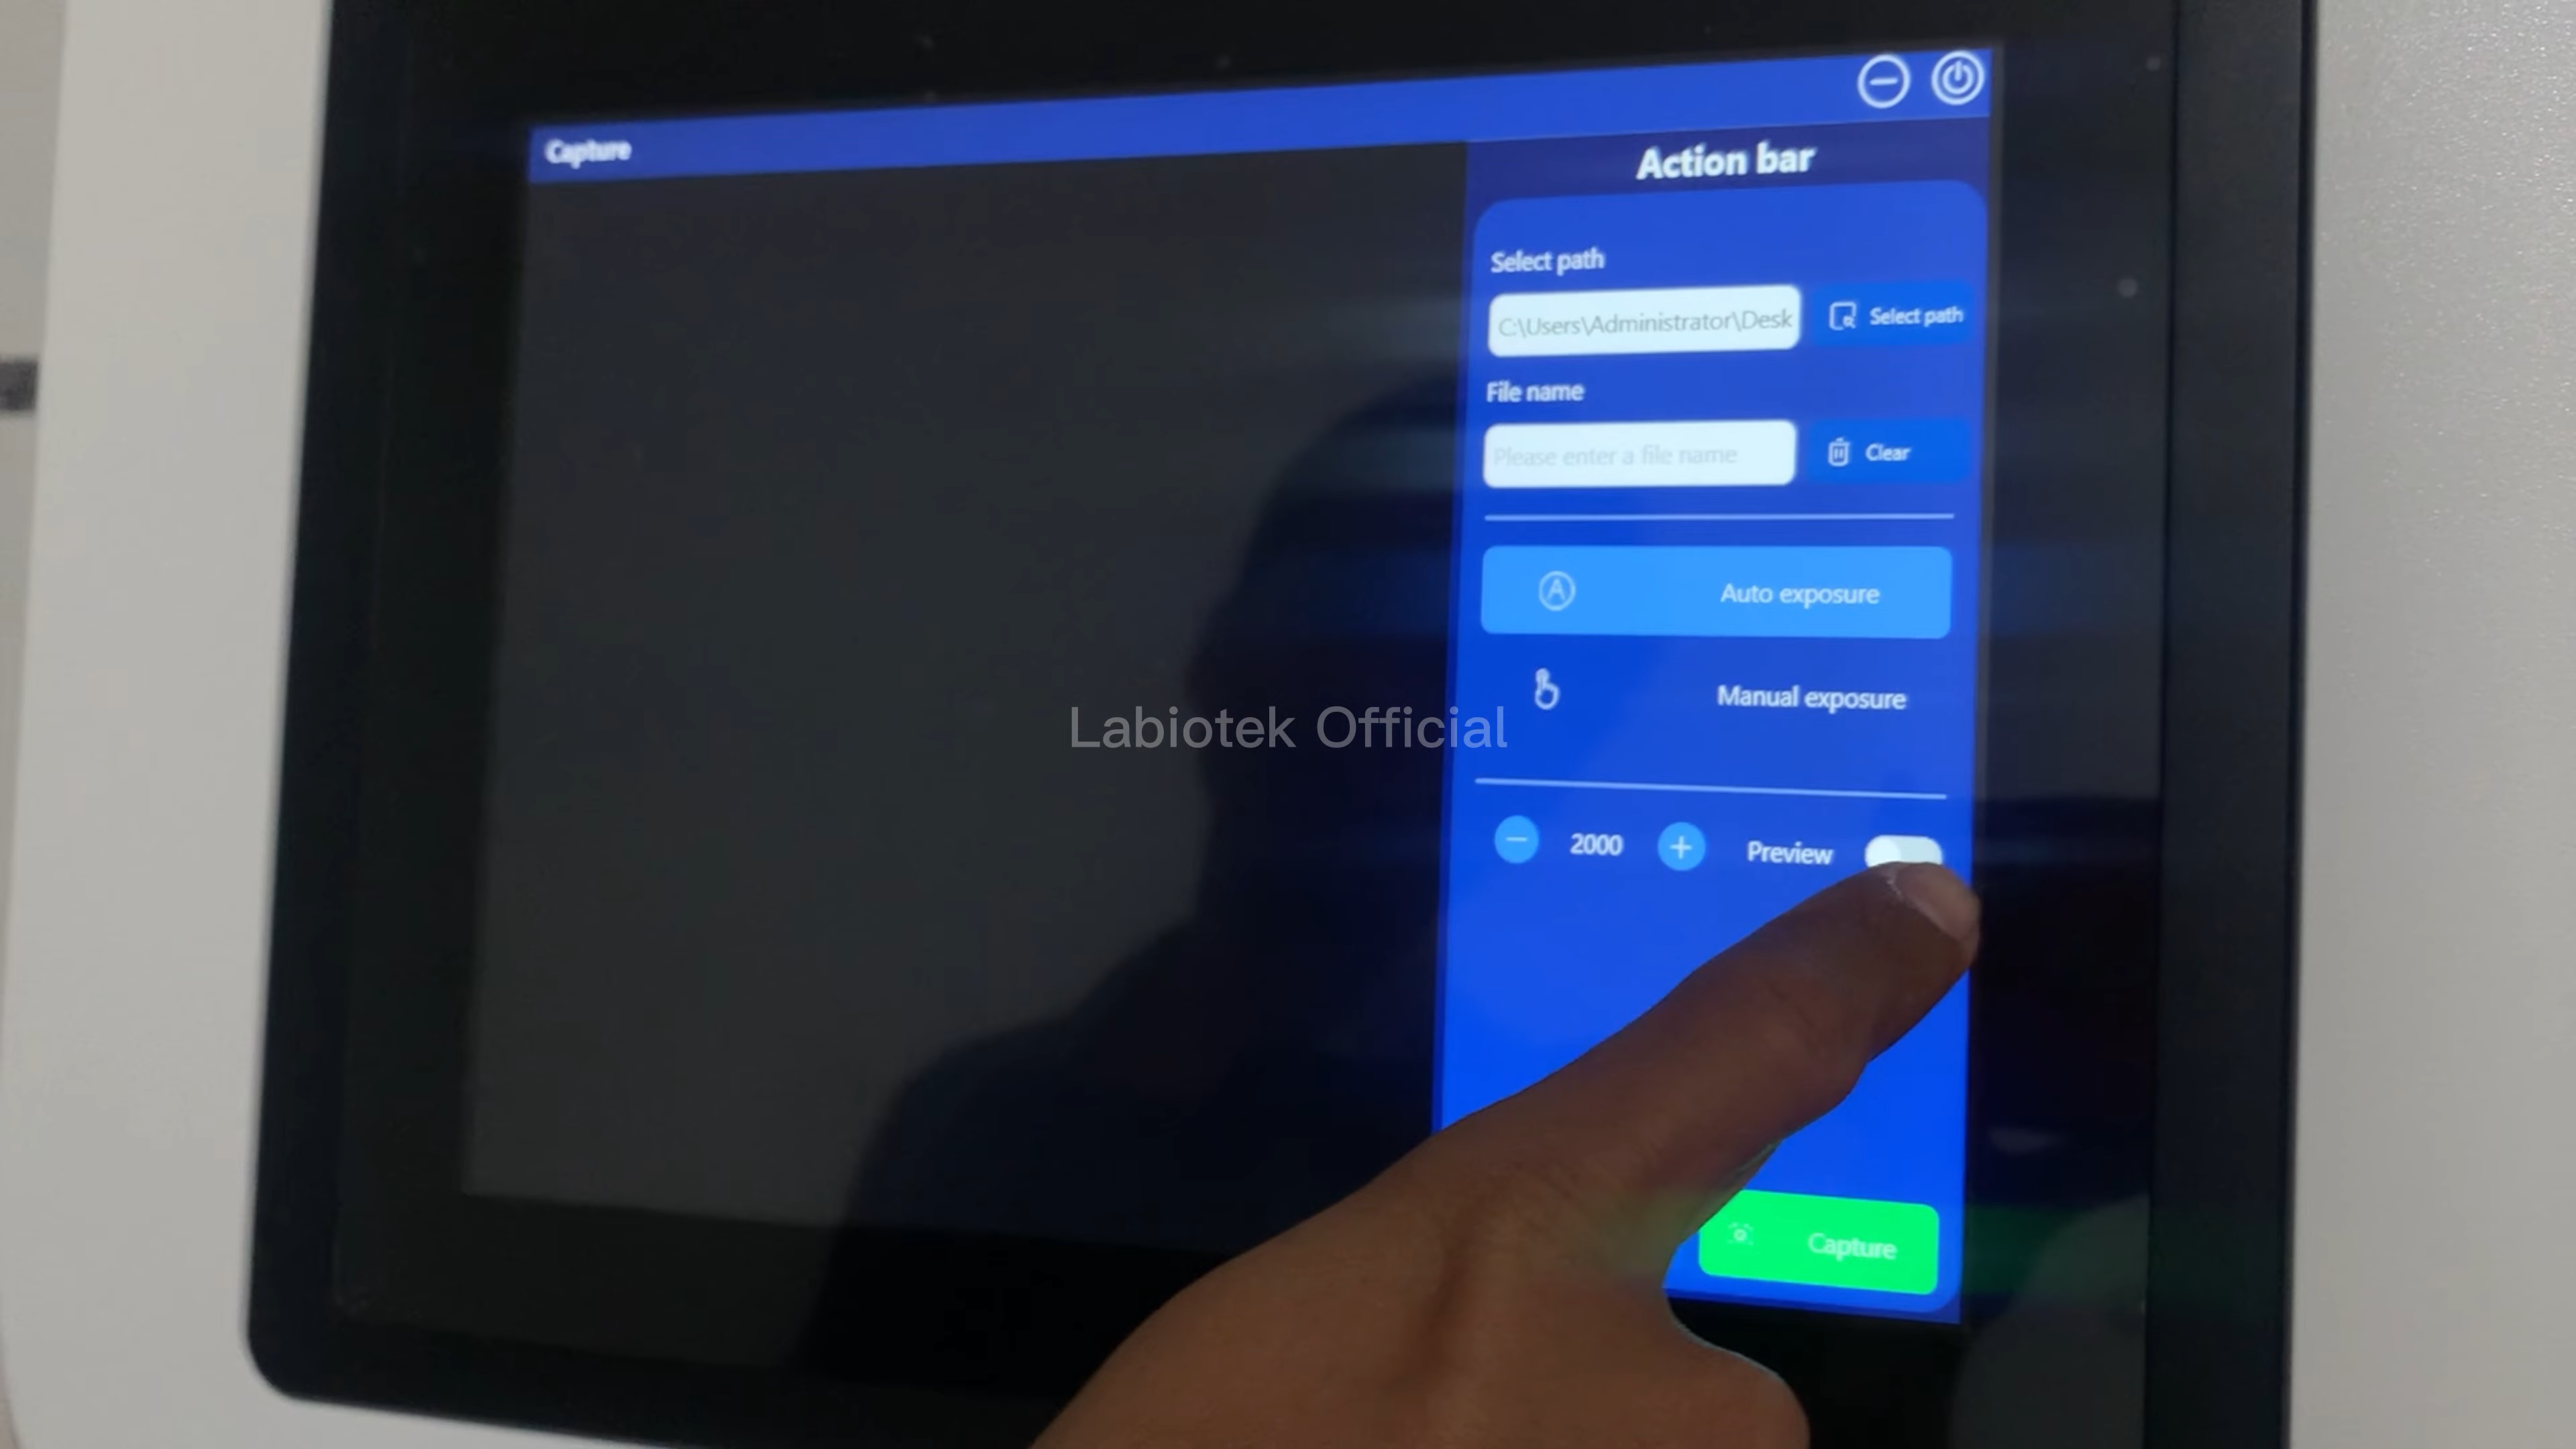 Capture
Action bar
Select path
C:\Users\Administrator\Desk
Select path
File name
Please enter a file name
Clear
A
Auto exposure
Manual exposure
2000
Preview
Capture
Labiotek Official